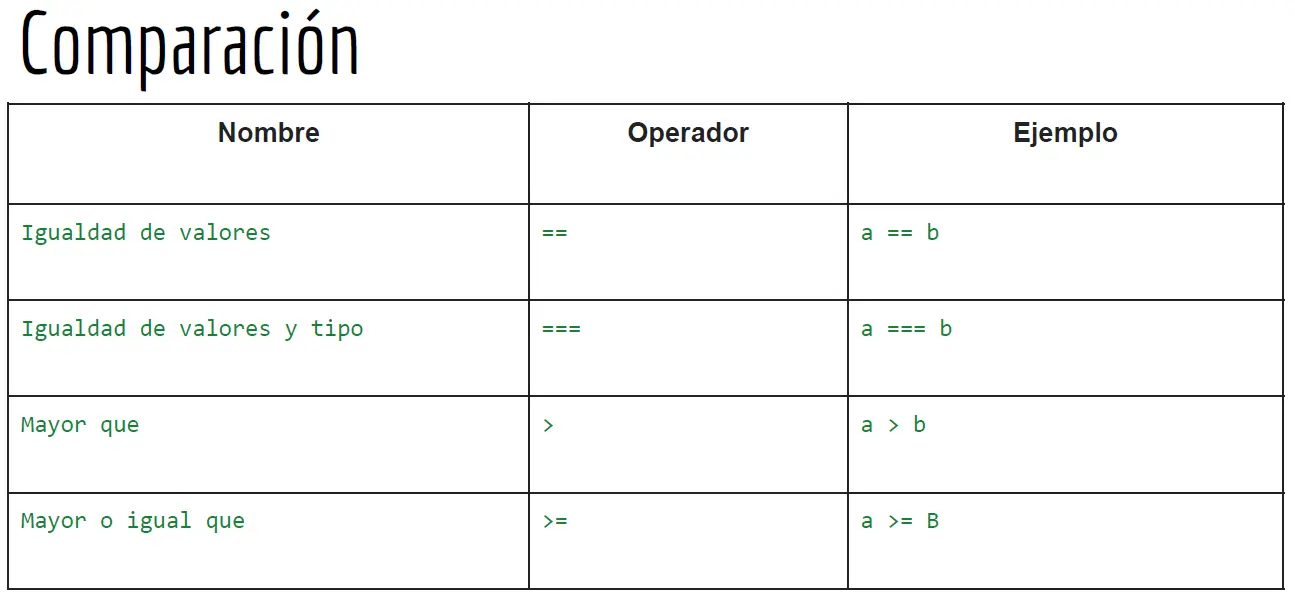 Comparación
Nombre Operador Ejemplo
Igualdad de valores == a == b
Igualdad de valores y tipo === a === b
Mayor que > a > b
Mayor o igual que >= a >= B